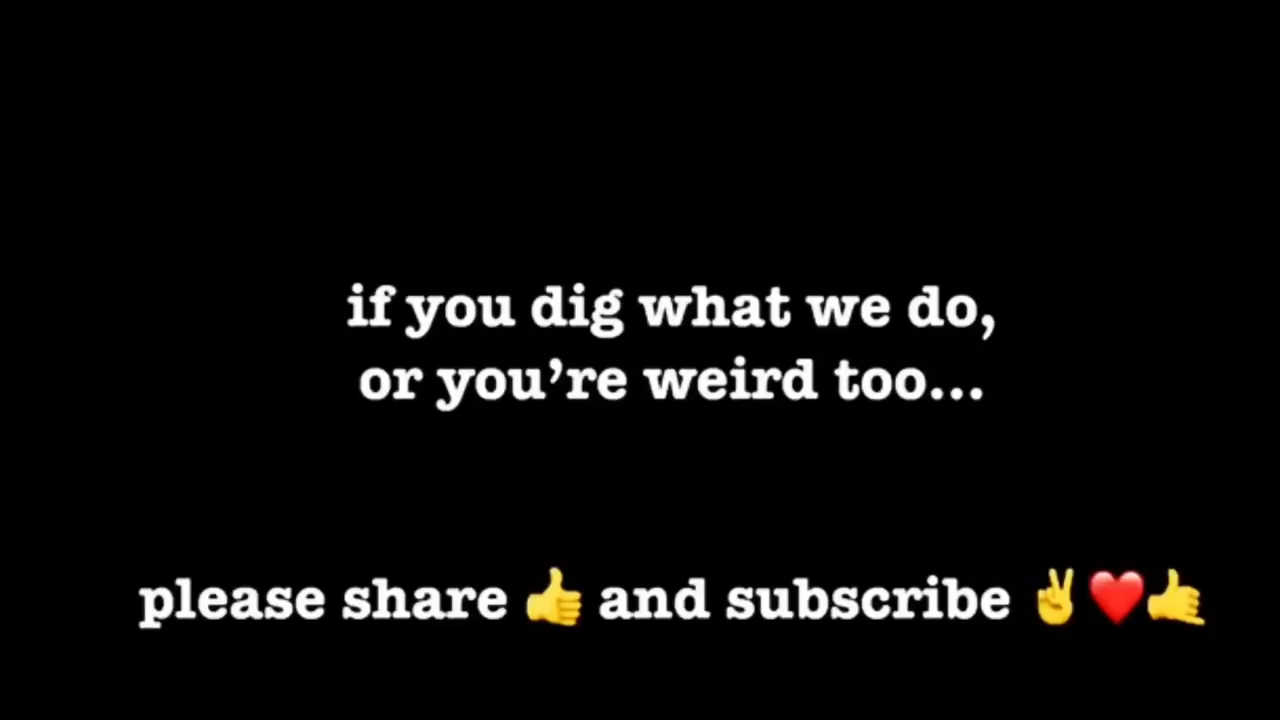 if you dig what we do,
or you’re weird too...
please share 👍 and subscribe ✌️❤️🤙